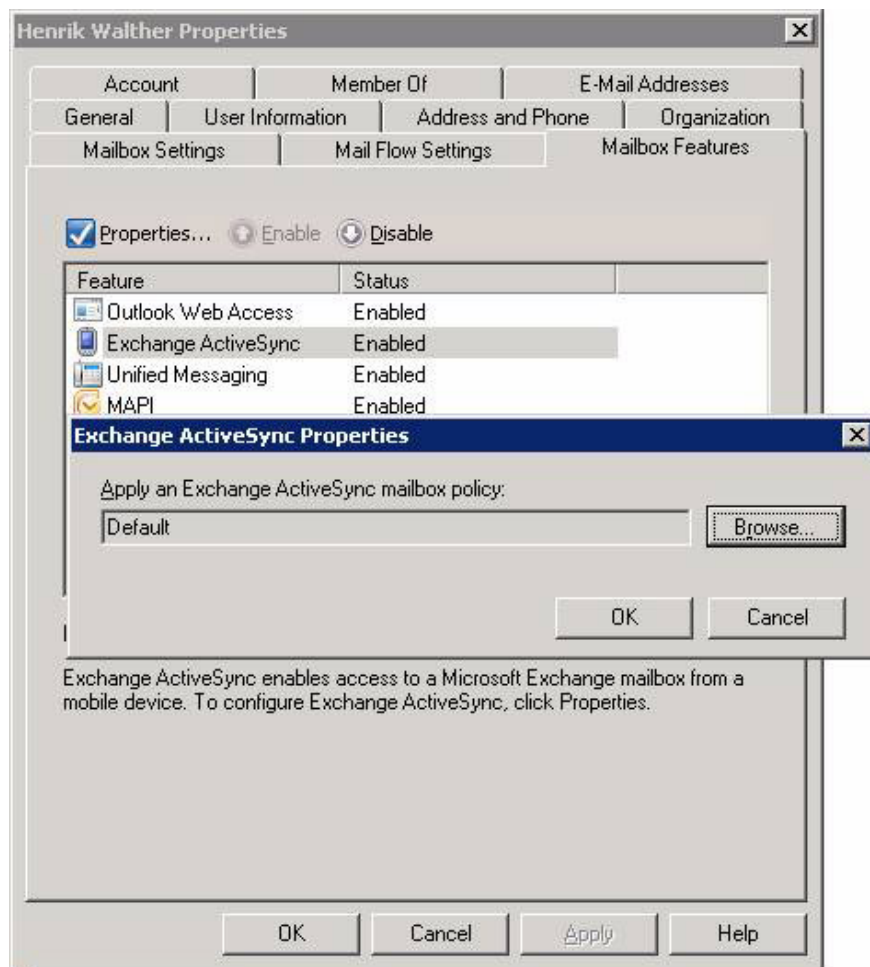 Henrik Walther Properties
Account Member Of E-Mail Addresses
General User Information Address and Phone Organization
Mailbox Settings Mail Flow Settings Mailbox Features
Properties... Enable Disable
Feature Status
Outlook Web Access Enabled
Exchange ActiveSync Enabled
Unified Messaging Enabled
MAPI Enabled
Exchange ActiveSync Properties
Apply an Exchange ActiveSync mailbox policy:
Default Browse...
OK Cancel
Exchange ActiveSync enables access to a Microsoft Exchange mailbox from a
mobile device. To configure Exchange ActiveSync, click Properties.
OK Cancel Apply Help